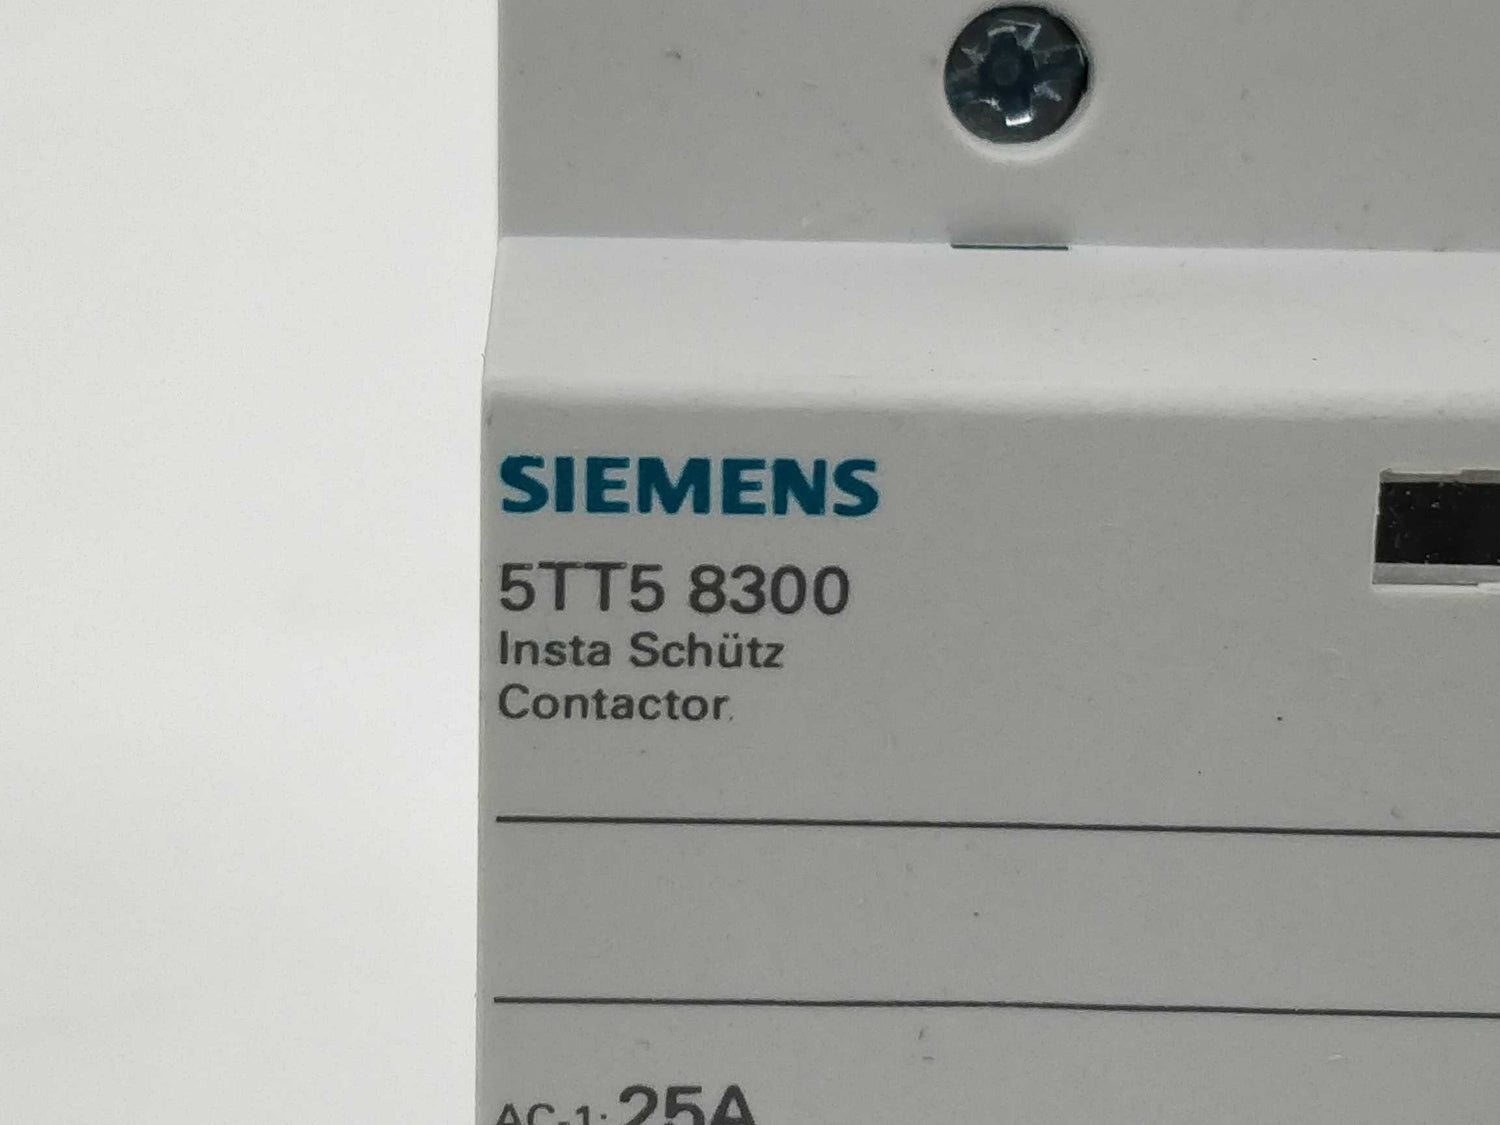 SIEMENS
5TT5 8300
Insta Schütz
Contactor
AC-1: 25A